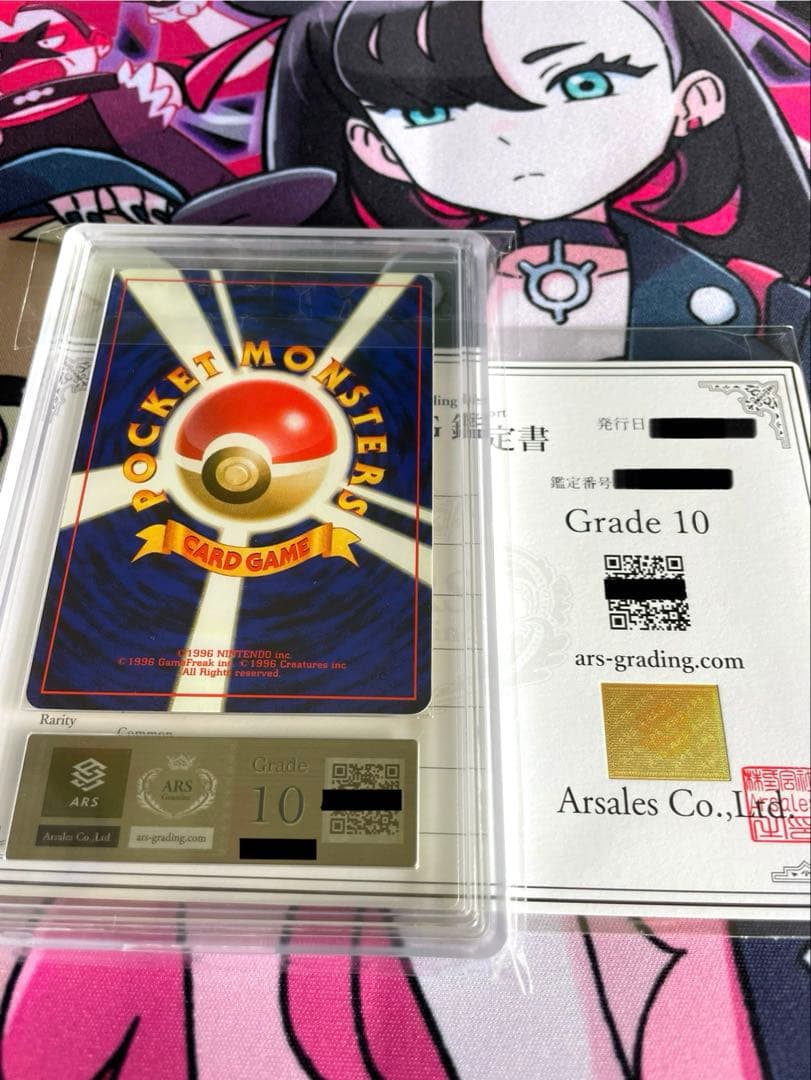 POCKET MONSTERS
CARD GAME
©1996 NINTENDO inc.
©1996 GameFreak inc. ©1996 Creatures inc
All Rights reserved.
Rarity
Common
ARS
Arsales Co.,Ltd
ARS
Grading
ars-grading.com
Grade
10
鑑定書
発行日
鑑定番号
Grade 10
ars-grading.com
Arsales Co.,Ltd.